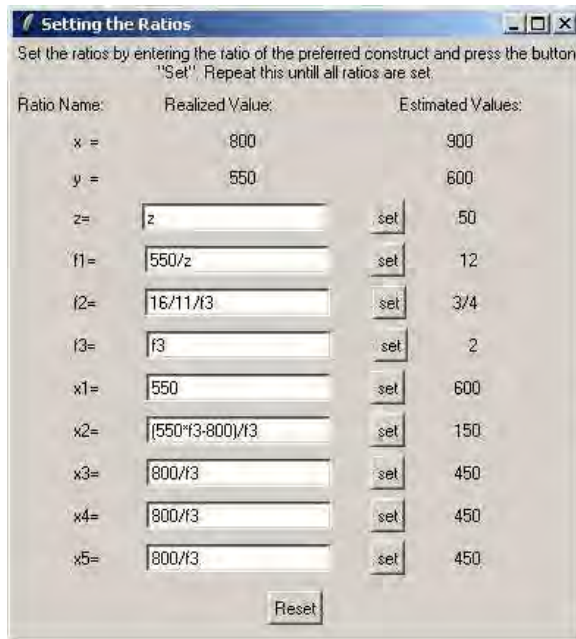 Setting the Ratios
Set the ratios by entering the ratio of the preferred construct and press the button
"Set". Repeat this untill all ratios are set
Ratio Name: Realized Value: Estimated Values:
x = 800 900
y = 550 600
z= z set 50
f1= 550/z set 12
f2= 16/11/f3 set 3/4
f3= f3 set 2
x1= 550 set 600
x2= (550*f3-800)/f3 set 150
x3= 800/f3 set 450
x4= 800/f3 set 450
x5= 800/f3 set 450
Reset